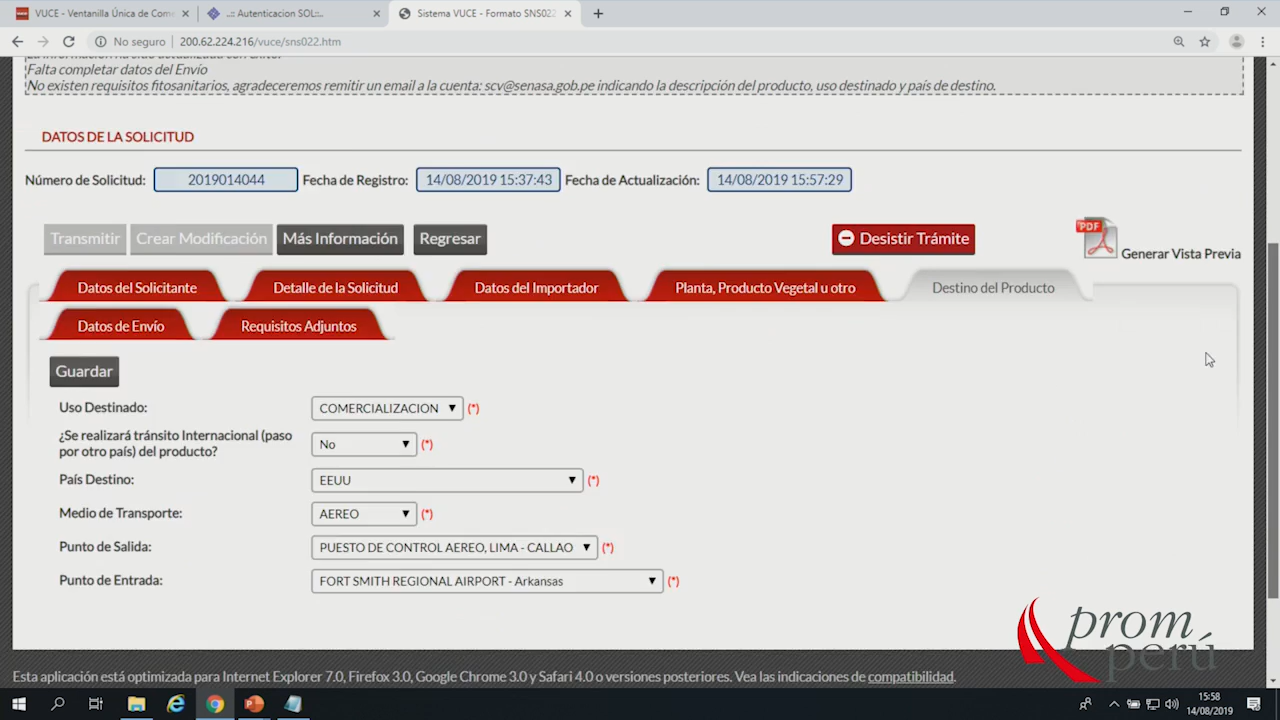 VUCE - Ventanilla Única de Com
..:: Autenticacion SOL::..
Sistema VUCE - Formato SNS022
No seguro
200.62.224.216/vuce/sns022.htm
La información ha sido actualizada con éxito.
Falta completar datos del Envío
No existen requisitos fitosanitarios, agradeceremos remitir un email a la cuenta: scv@senasa.gob.pe indicando la descripción del producto, uso destinado y país de destino.
DATOS DE LA SOLICITUD
Número de Solicitud: 2019014044 Fecha de Registro: 14/08/2019 15:37:43 Fecha de Actualización: 14/08/2019 15:57:29
Transmitir Crear Modificación Más Información Regresar Desistir Trámite PDF Generar Vista Previa
Datos del Solicitante Detalle de la Solicitud Datos del Importador Planta, Producto Vegetal u otro Destino del Producto
Datos de Envío Requisitos Adjuntos
Guardar
Uso Destinado: COMERCIALIZACION (*)
¿Se realizará tránsito Internacional (paso
por otro país) del producto? No (*)
País Destino: EEUU (*)
Medio de Transporte: AEREO (*)
Punto de Salida: PUESTO DE CONTROL AEREO, LIMA - CALLAO (*)
Punto de Entrada: FORT SMITH REGIONAL AIRPORT - Arkansas (*)
prom
perú
Esta aplicación está optimizada para Internet Explorer 7.0, Firefox 3.0, Google Chrome 3.0 y Safari 4.0 o versiones posteriores. Vea las indicaciones de compatibilidad.
15:58
14/08/2019